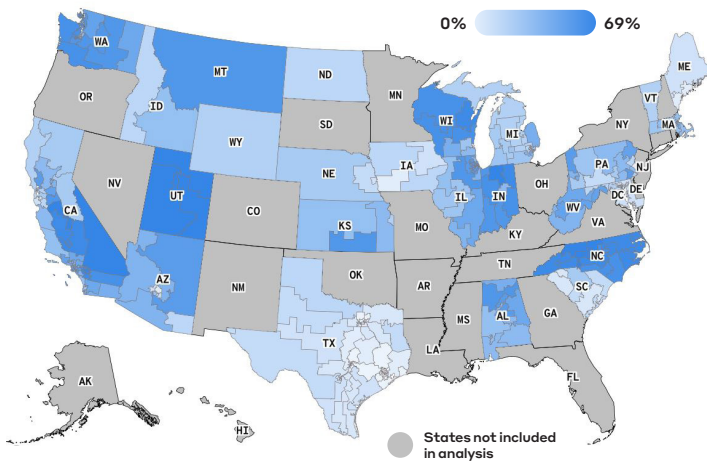 0% 69%
WA
MT
ND
MN
ME
VT
OR
ID
WY
SD
WI
MI
NY
MA
NV
UT
CO
NE
IA
IL
IN
OH
PA
NJ
DC DE
CA
KS
MO
KY
WV
VA
AZ
NM
OK
AR
TN
NC
SC
TX
LA
MS
AL
GA
FL
AK
HI
States not included
in analysis